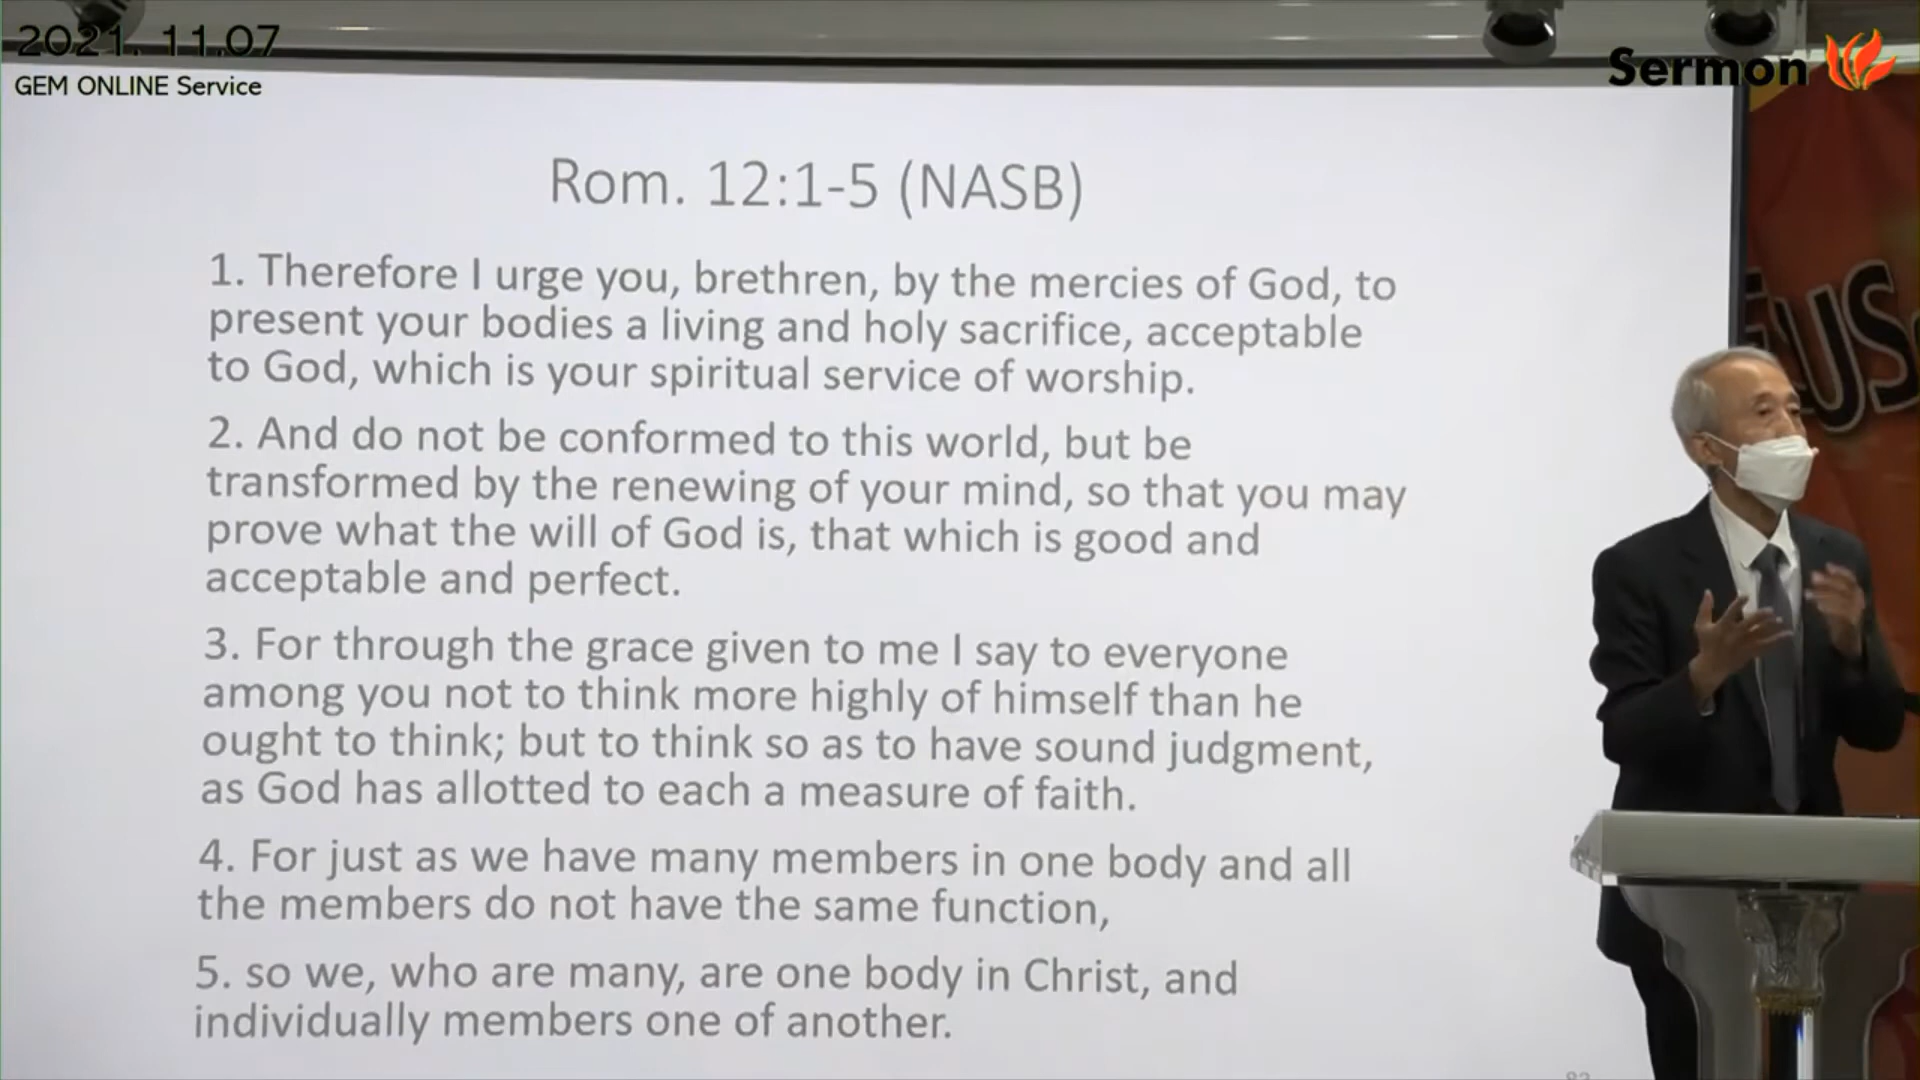 2021. 11.07
GEM ONLINE Service
Sermon
Rom. 12:1-5 (NASB)
1. Therefore I urge you, brethren, by the mercies of God, to
present your bodies a living and holy sacrifice, acceptable
to God, which is your spiritual service of worship.
2. And do not be conformed to this world, but be
transformed by the renewing of your mind, so that you may
prove what the will of God is, that which is good and
acceptable and perfect.
3. For through the grace given to me I say to everyone
among you not to think more highly of himself than he
ought to think; but to think so as to have sound judgment,
as God has allotted to each a measure of faith.
4. For just as we have many members in one body and all
the members do not have the same function,
5. so we, who are many, are one body in Christ, and
individually members one of another.